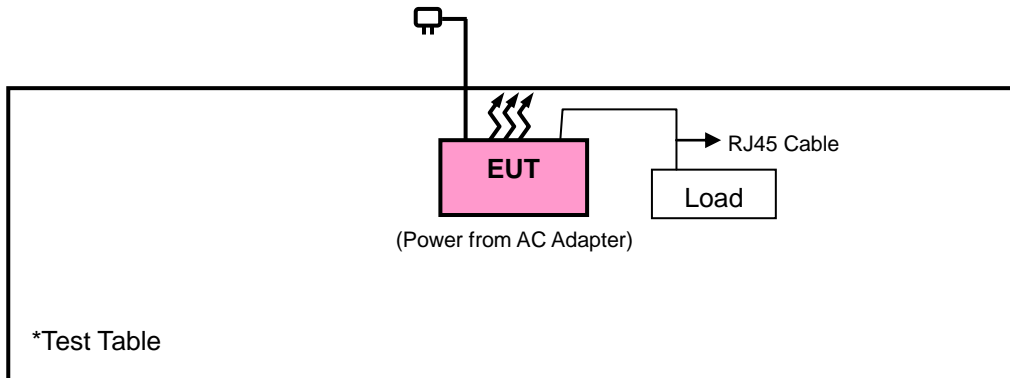 EUT
RJ45 Cable
Load
(Power from AC Adapter)
*Test Table